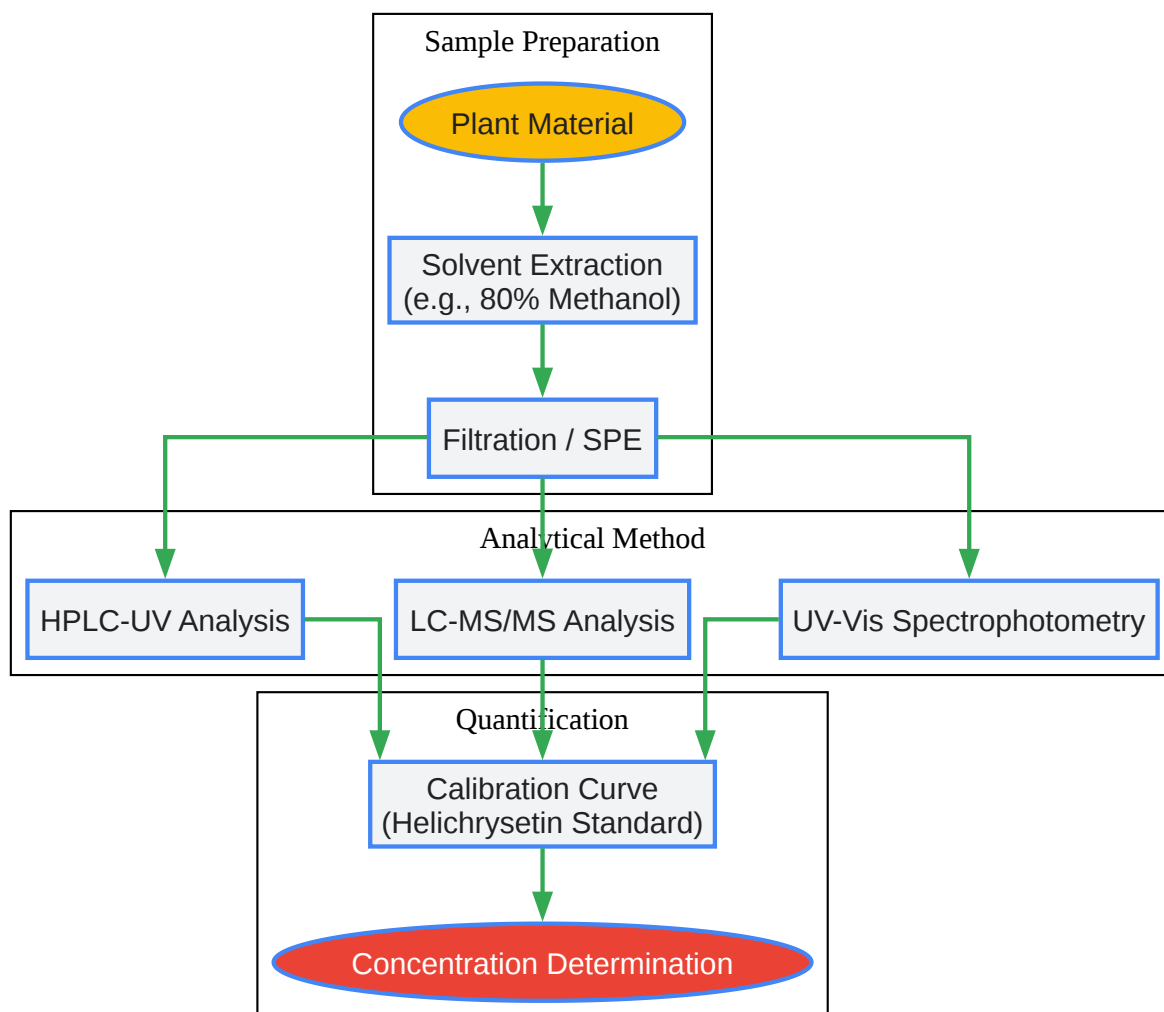 Sample Preparation
Plant Material
Solvent Extraction
(e.g., 80% Methanol)
Filtration / SPE
Analytical Method
HPLC-UV Analysis
LC-MS/MS Analysis
UV-Vis Spectrophotometry
Quantification
Calibration Curve
(Helichrysetin Standard)
Concentration Determination